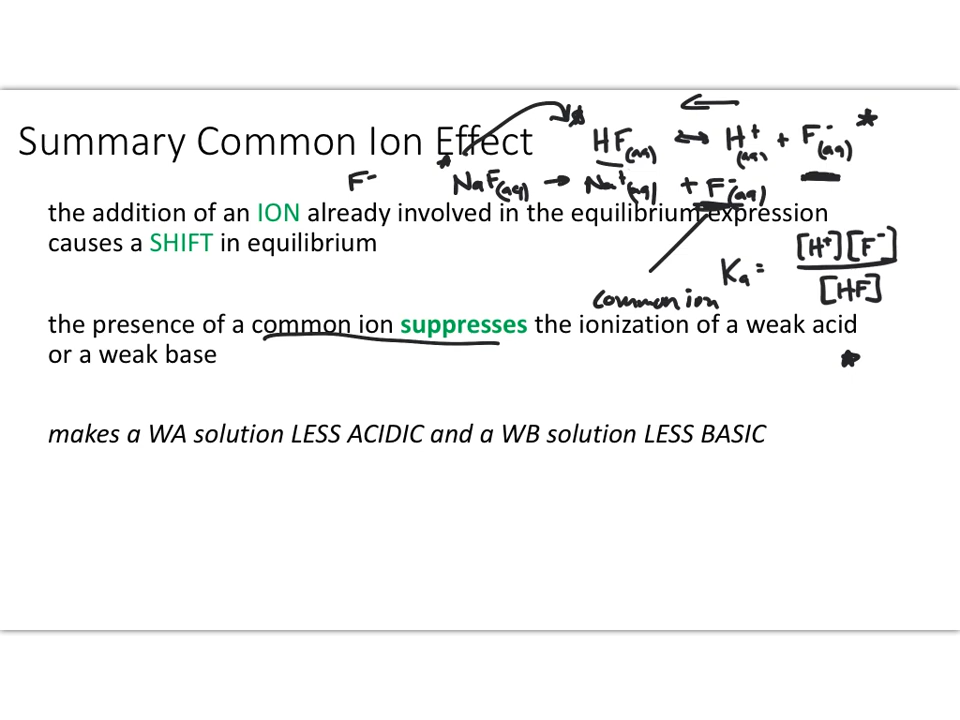 Summary Common Ion Effect
HF(aq) ↔ H⁺(aq) + F⁻(aq) *
F⁻
* NaF(aq) → Na⁺(aq) + F⁻(aq)
the addition of an ION already involved in the equilibrium expression
causes a SHIFT in equilibrium
Ka = [H⁺][F⁻] / [HF]
common ion
the presence of a common ion suppresses the ionization of a weak acid
or a weak base
makes a WA solution LESS ACIDIC and a WB solution LESS BASIC